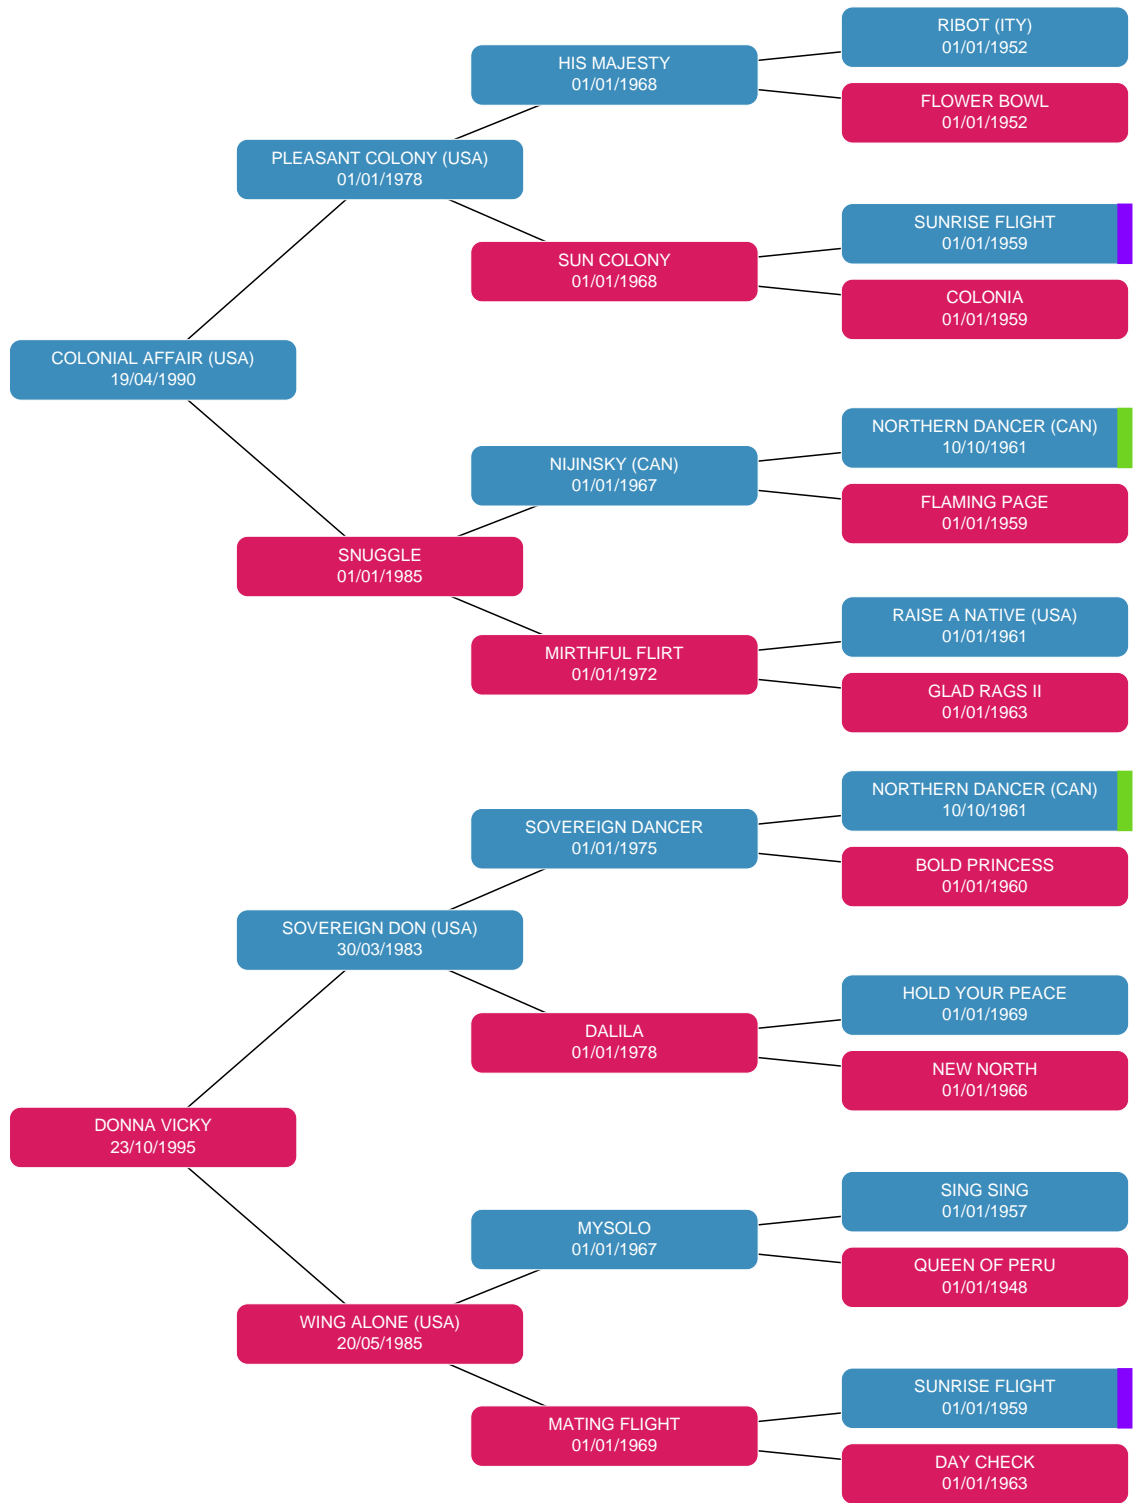 RIBOT (ITY)
01/01/1952
HIS MAJESTY
01/01/1968
FLOWER BOWL
01/01/1952
PLEASANT COLONY (USA)
01/01/1978
SUNRISE FLIGHT
01/01/1959
SUN COLONY
01/01/1968
COLONIA
01/01/1959
COLONIAL AFFAIR (USA)
19/04/1990
NORTHERN DANCER (CAN)
10/10/1961
NIJINSKY (CAN)
01/01/1967
FLAMING PAGE
01/01/1959
SNUGGLE
01/01/1985
RAISE A NATIVE (USA)
01/01/1961
MIRTHFUL FLIRT
01/01/1972
GLAD RAGS II
01/01/1963
NORTHERN DANCER (CAN)
10/10/1961
SOVEREIGN DANCER
01/01/1975
BOLD PRINCESS
01/01/1960
SOVEREIGN DON (USA)
30/03/1983
HOLD YOUR PEACE
01/01/1969
DALILA
01/01/1978
NEW NORTH
01/01/1966
DONNA VICKY
23/10/1995
SING SING
01/01/1957
MYSOLO
01/01/1967
QUEEN OF PERU
01/01/1948
WING ALONE (USA)
20/05/1985
SUNRISE FLIGHT
01/01/1959
MATING FLIGHT
01/01/1969
DAY CHECK
01/01/1963